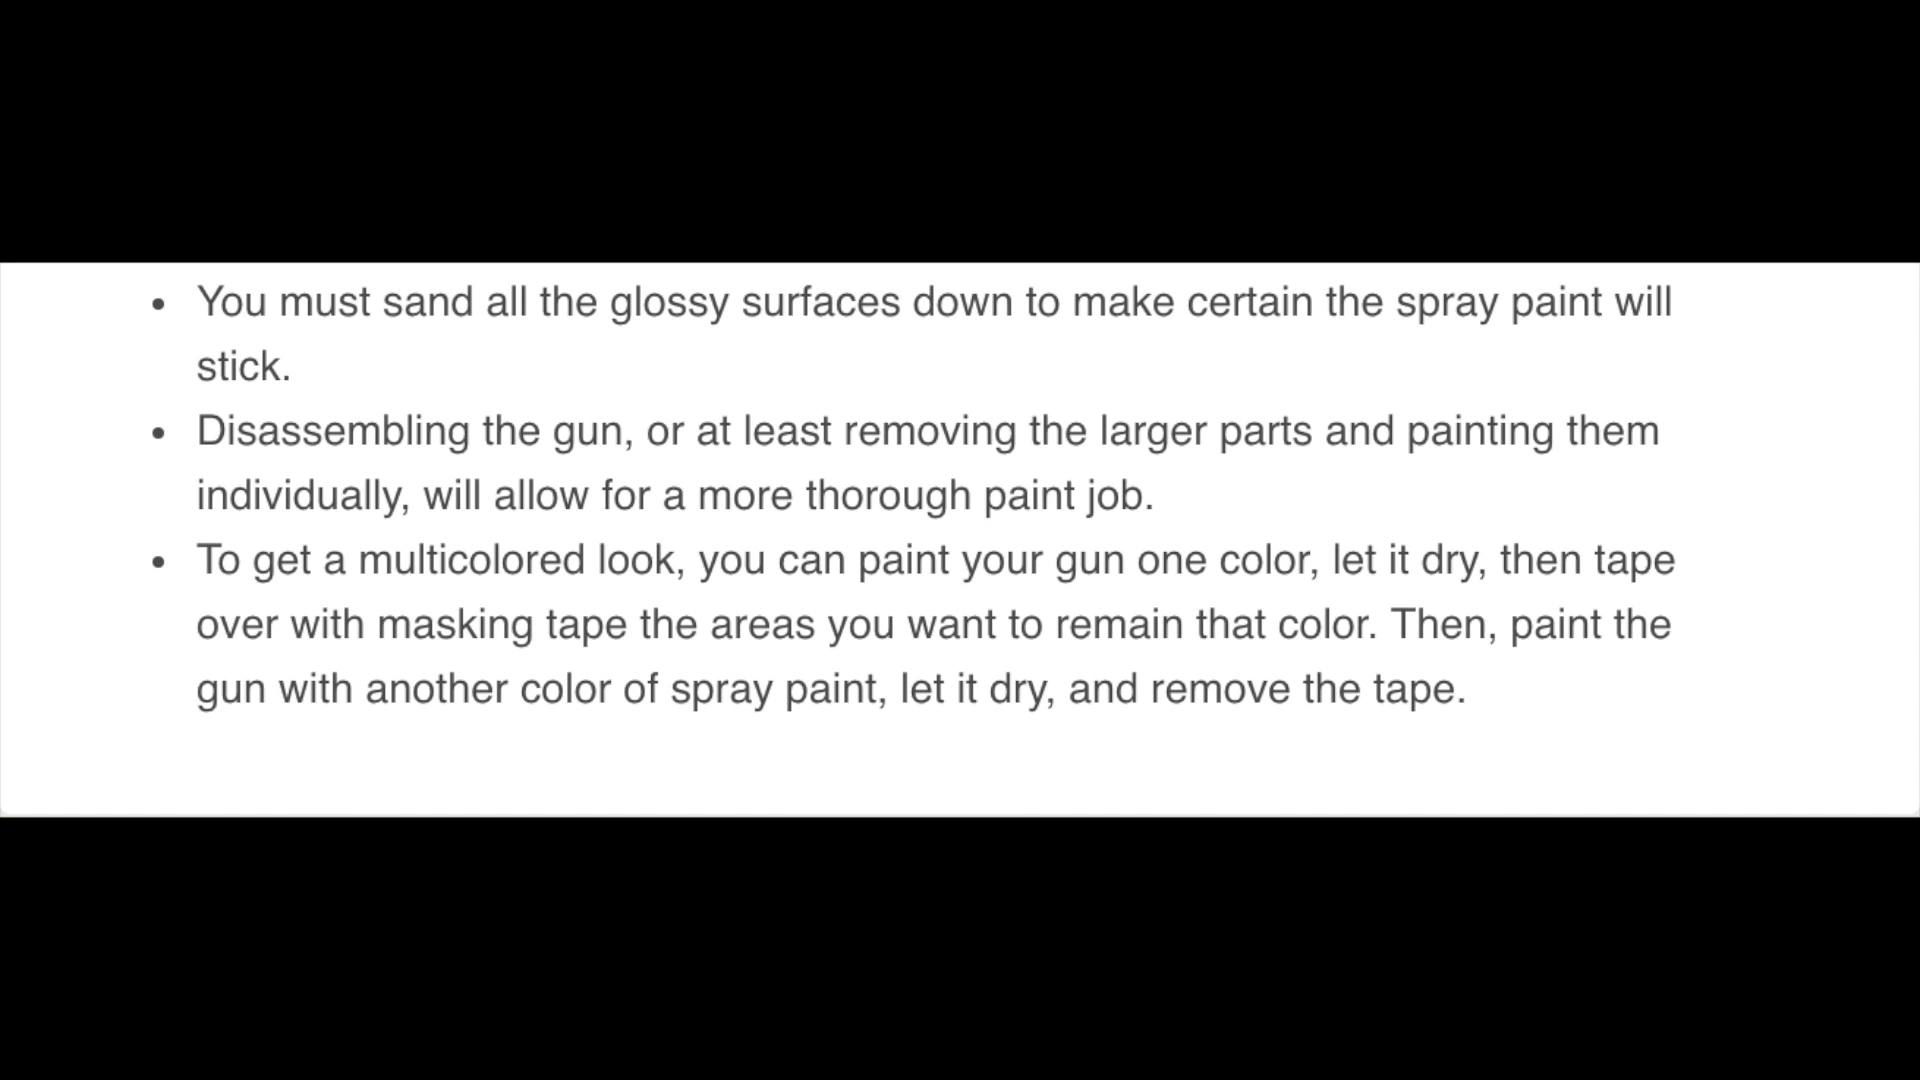 • You must sand all the glossy surfaces down to make certain the spray paint will
stick.
• Disassembling the gun, or at least removing the larger parts and painting them
individually, will allow for a more thorough paint job.
• To get a multicolored look, you can paint your gun one color, let it dry, then tape
over with masking tape the areas you want to remain that color. Then, paint the
gun with another color of spray paint, let it dry, and remove the tape.